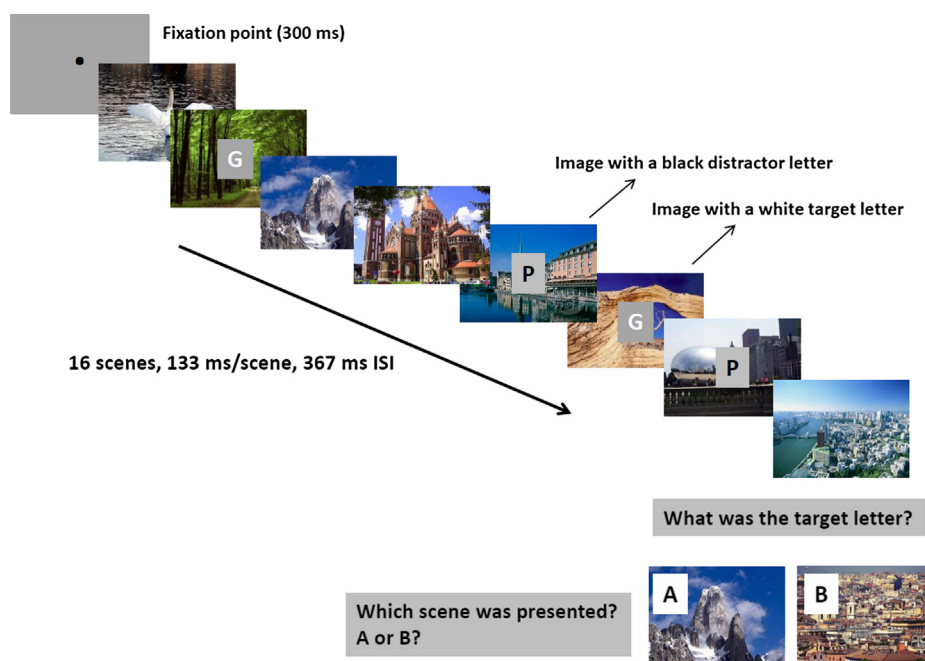 Fixation point (300 ms)
G
Image with a black distractor letter
Image with a white target letter
P
G
P
16 scenes, 133 ms/scene, 367 ms ISI
What was the target letter?
Which scene was presented?
A or B?
A
B